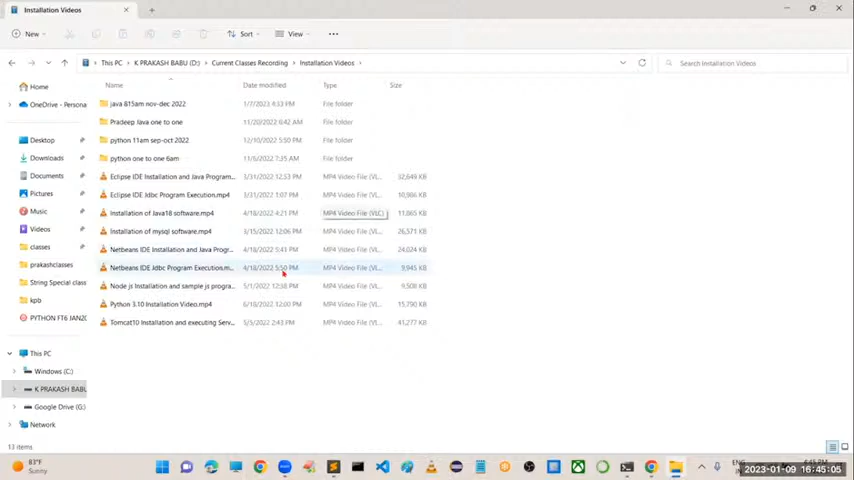 Installation Videos
New
Sort
View
This PC > K PRAKASH BABU (D:) > Current Classes Recording > Installation Videos >
Search Installation Videos
Name Date modified Type Size
Home
OneDrive - Persona
Desktop
Downloads
Documents
Pictures
Music
Videos
classes
prakashclasses
String Special class
kpb
PYTHON FT6 JAN20
This PC
Windows (C:)
K PRAKASH BABU
Google Drive (G:)
Network
java 815am nov-dec 2022 1/7/2023 4:33 PM File folder
Pradeep Java one to one 11/20/2022 6:42 AM File folder
python 11am sep-oct 2022 12/10/2022 5:50 PM File folder
python one to one 6am 11/6/2022 7:35 AM File folder
Eclipse IDE Installation and Java Program... 3/31/2022 12:53 PM MP4 Video File (VL... 32,649 KB
Eclipse IDE Jdbc Program Execution.mp4 3/31/2022 1:07 PM MP4 Video File (VL... 10,986 KB
Installation of Java18 software.mp4 4/18/2022 4:21 PM MP4 Video File (VLC) 11,865 KB
Installation of mysql software.mp4 3/15/2022 12:06 PM MP4 Video File (VL... 26,571 KB
Netbeans IDE Installation and Java Progr... 4/18/2022 5:41 PM MP4 Video File (VL... 24,024 KB
Netbeans IDE Jdbc Program Execution.m... 4/18/2022 5:50 PM MP4 Video File (VL... 9,945 KB
Node js Installation and sample js progra... 5/1/2022 12:38 PM MP4 Video File (VL... 9,508 KB
Python 3.10 Installation Video.mp4 6/18/2022 12:00 PM MP4 Video File (VL... 15,790 KB
Tomcat10 Installation and executing Serv... 5/5/2022 2:43 PM MP4 Video File (VL... 41,277 KB
13 items
83°F
Sunny
ENG
2023-01-09 16:45:05